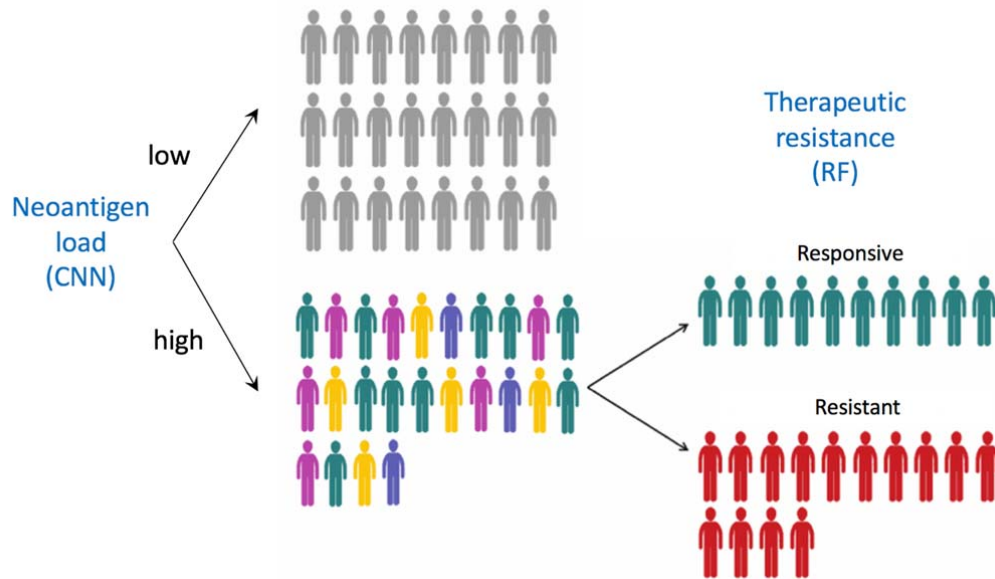 low
Neoantigen
load
(CNN)
high
Therapeutic
resistance
(RF)
Responsive
Resistant